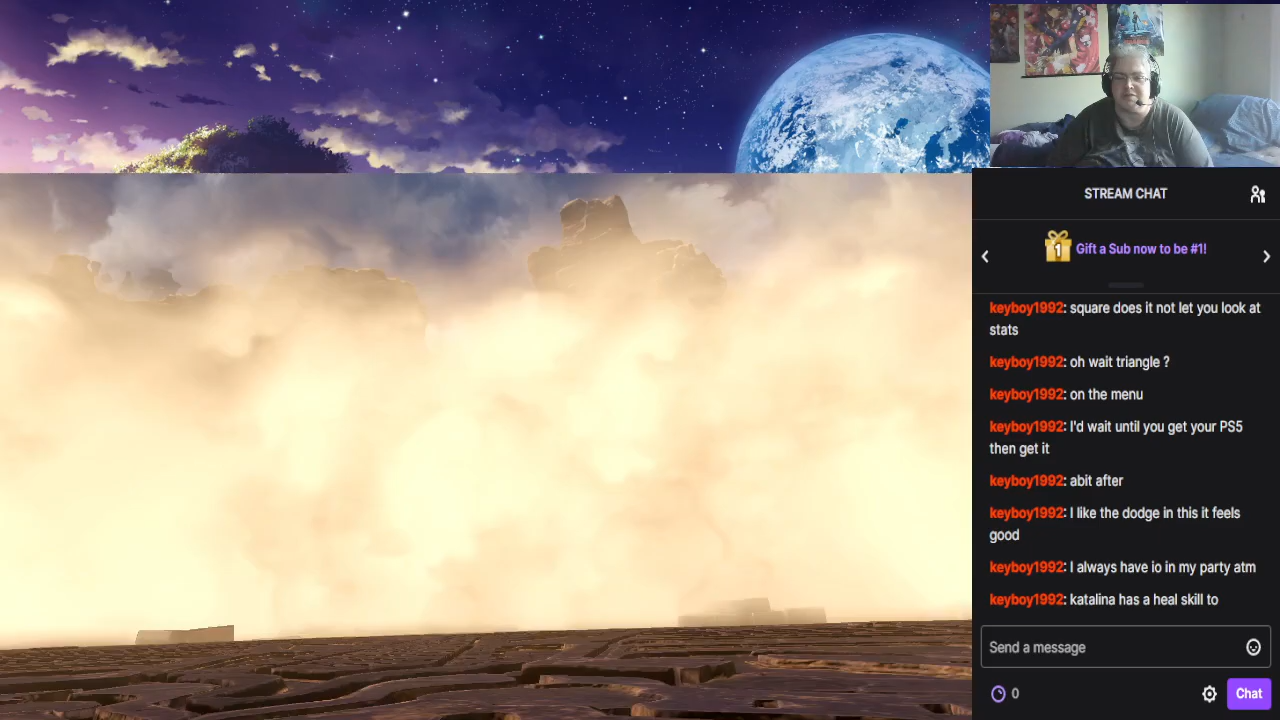 STREAM CHAT
1 Gift a Sub now to be #1!
keyboy1992: square does it not let you look at
stats
keyboy1992: oh wait triangle ?
keyboy1992: on the menu
keyboy1992: I'd wait until you get your PS5
then get it
keyboy1992: abit after
keyboy1992: I like the dodge in this it feels
good
keyboy1992: I always have io in my party atm
keyboy1992: katalina has a heal skill to
Send a message
0
Chat